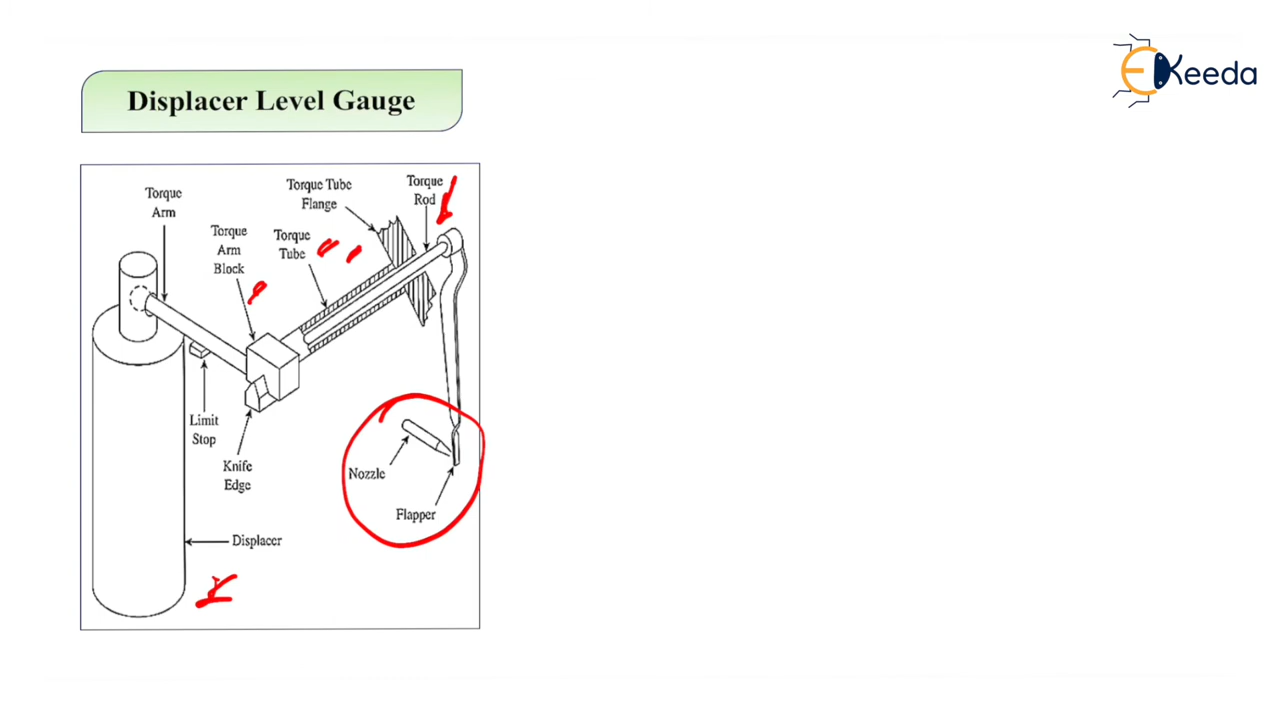 EKeeda
Displacer Level Gauge
Torque
Arm
Torque
Arm
Block
Torque Tube
Flange
Torque
Tube
Torque
Rod
Limit
Stop
Knife
Edge
Nozzle
Flapper
Displacer